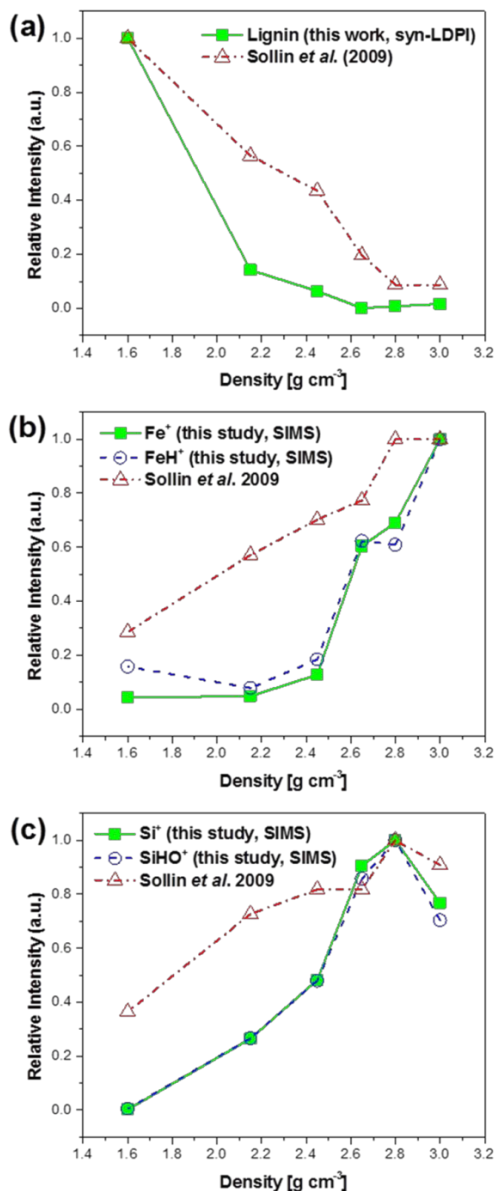 (a)
Lignin (this work, syn-LDPI)
Sollin et al. (2009)
Relative Intensity (a.u.)
1.0
0.8
0.6
0.4
0.2
0.0
1.4 1.6 1.8 2.0 2.2 2.4 2.6 2.8 3.0 3.2
Density [g cm⁻³]
(b)
Fe⁺ (this study, SIMS)
FeH⁺ (this study, SIMS)
Sollin et al. 2009
Relative Intensity (a.u.)
1.0
0.8
0.6
0.4
0.2
0.0
1.4 1.6 1.8 2.0 2.2 2.4 2.6 2.8 3.0 3.2
Density [g cm⁻³]
(c)
Si⁺ (this study, SIMS)
SiHO⁺ (this study, SIMS)
Sollin et al. 2009
Relative Intensity (a.u.)
1.0
0.8
0.6
0.4
0.2
0.0
1.4 1.6 1.8 2.0 2.2 2.4 2.6 2.8 3.0 3.2
Density [g cm⁻³]